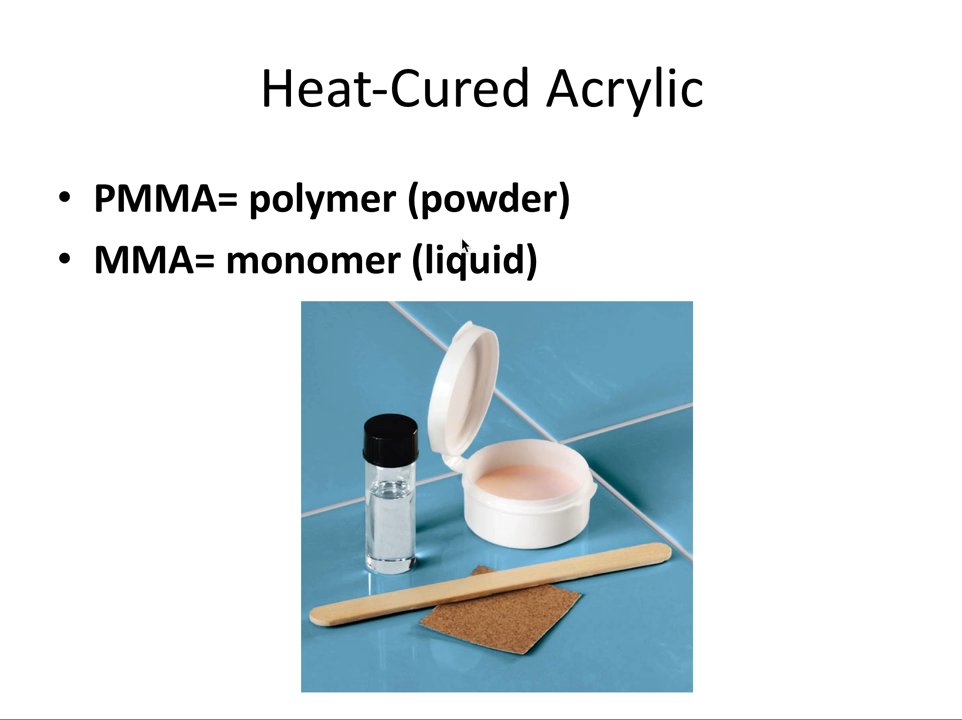 Heat-Cured Acrylic
• PMMA= polymer (powder)
• MMA= monomer (liquid)